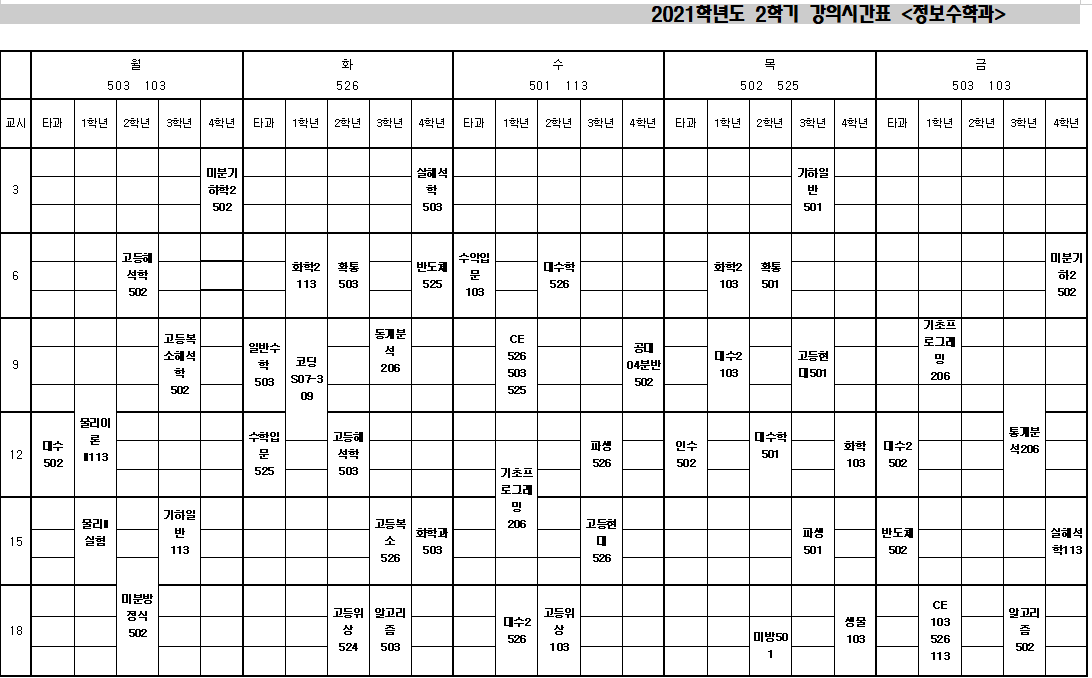 2021학년도 2학기 강의시간표 <정보수학과>
월 화 수 목 금
503 103 526 501 113 502 525 503 103
교시 타과 1학년 2학년 3학년 4학년 타과 1학년 2학년 3학년 4학년 타과 1학년 2학년 3학년 4학년 타과 1학년 2학년 3학년 4학년 타과 1학년 2학년 3학년 4학년
3
미분기
하학2
502
실해석
학
503
기하일
반
501
6
고등해
석학
502
화학2
113
확통
503
반도체
525
수악입
문
103
대수학
526
화학2
103
확통
501
미분기
하2
502
9
고등복
소해석
학
502
일반수
학
503
코딩
S07-3
09
통계분
석
206
CE
526
503
525
공대
04분반
502
대수2
103
고등현
대501
기초프
로그래
밍
206
12
대수
502
물리이
론
Ⅱ113
수학입
문
525
고등해
석학
503
기초프
로그래
밍
206
파생
526
인수
502
대수학
501
화학
103
대수2
502
통계분
석206
15
물리Ⅱ
실험
기하일
반
113
고등복
소
526
화학과
503
고등현
대
526
파생
501
반도체
502
실해석
학113
18
미분방
정식
502
고등위
상
524
알고리
즘
503
대수2
526
고등위
상
103
미방50
1
생물
103
CE
103
526
113
알고리
즘
502